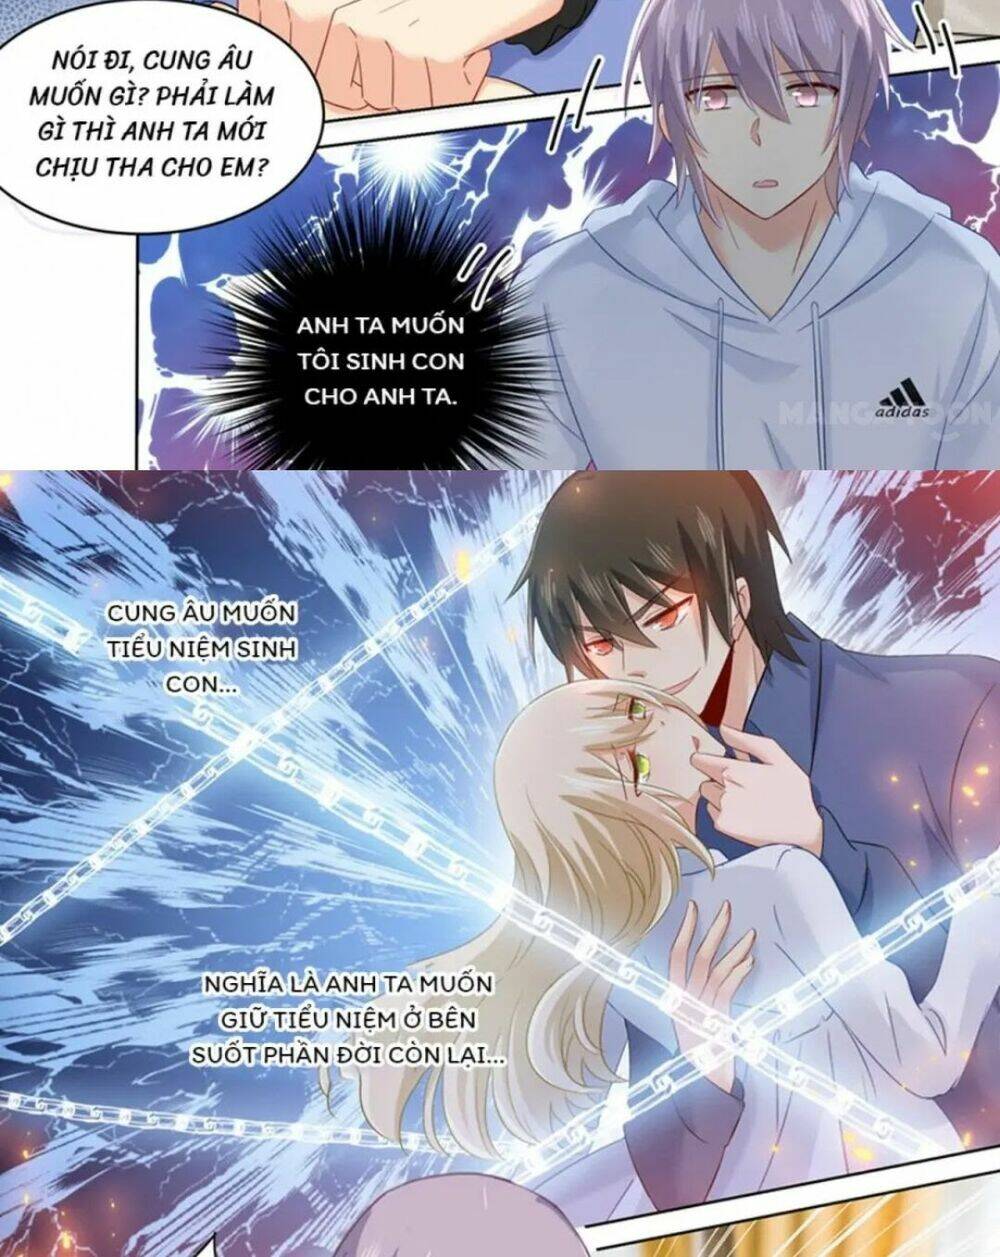 NÓI ĐI, CUNG ÂU
MUỐN GÌ? PHẢI LÀM
GÌ THÌ ANH TA MỚI
CHỊU THA CHO EM?
ANH TA MUỐN
TÔI SINH CON
CHO ANH TA.
adidas
MANGATOON
CUNG ÂU MUỐN
TIỂU NIỆM SINH
CON...
NGHĨA LÀ ANH TA MUỐN
GIỮ TIỂU NIỆM Ở BÊN
SUỐT PHẦN ĐỜI CÒN LẠI...